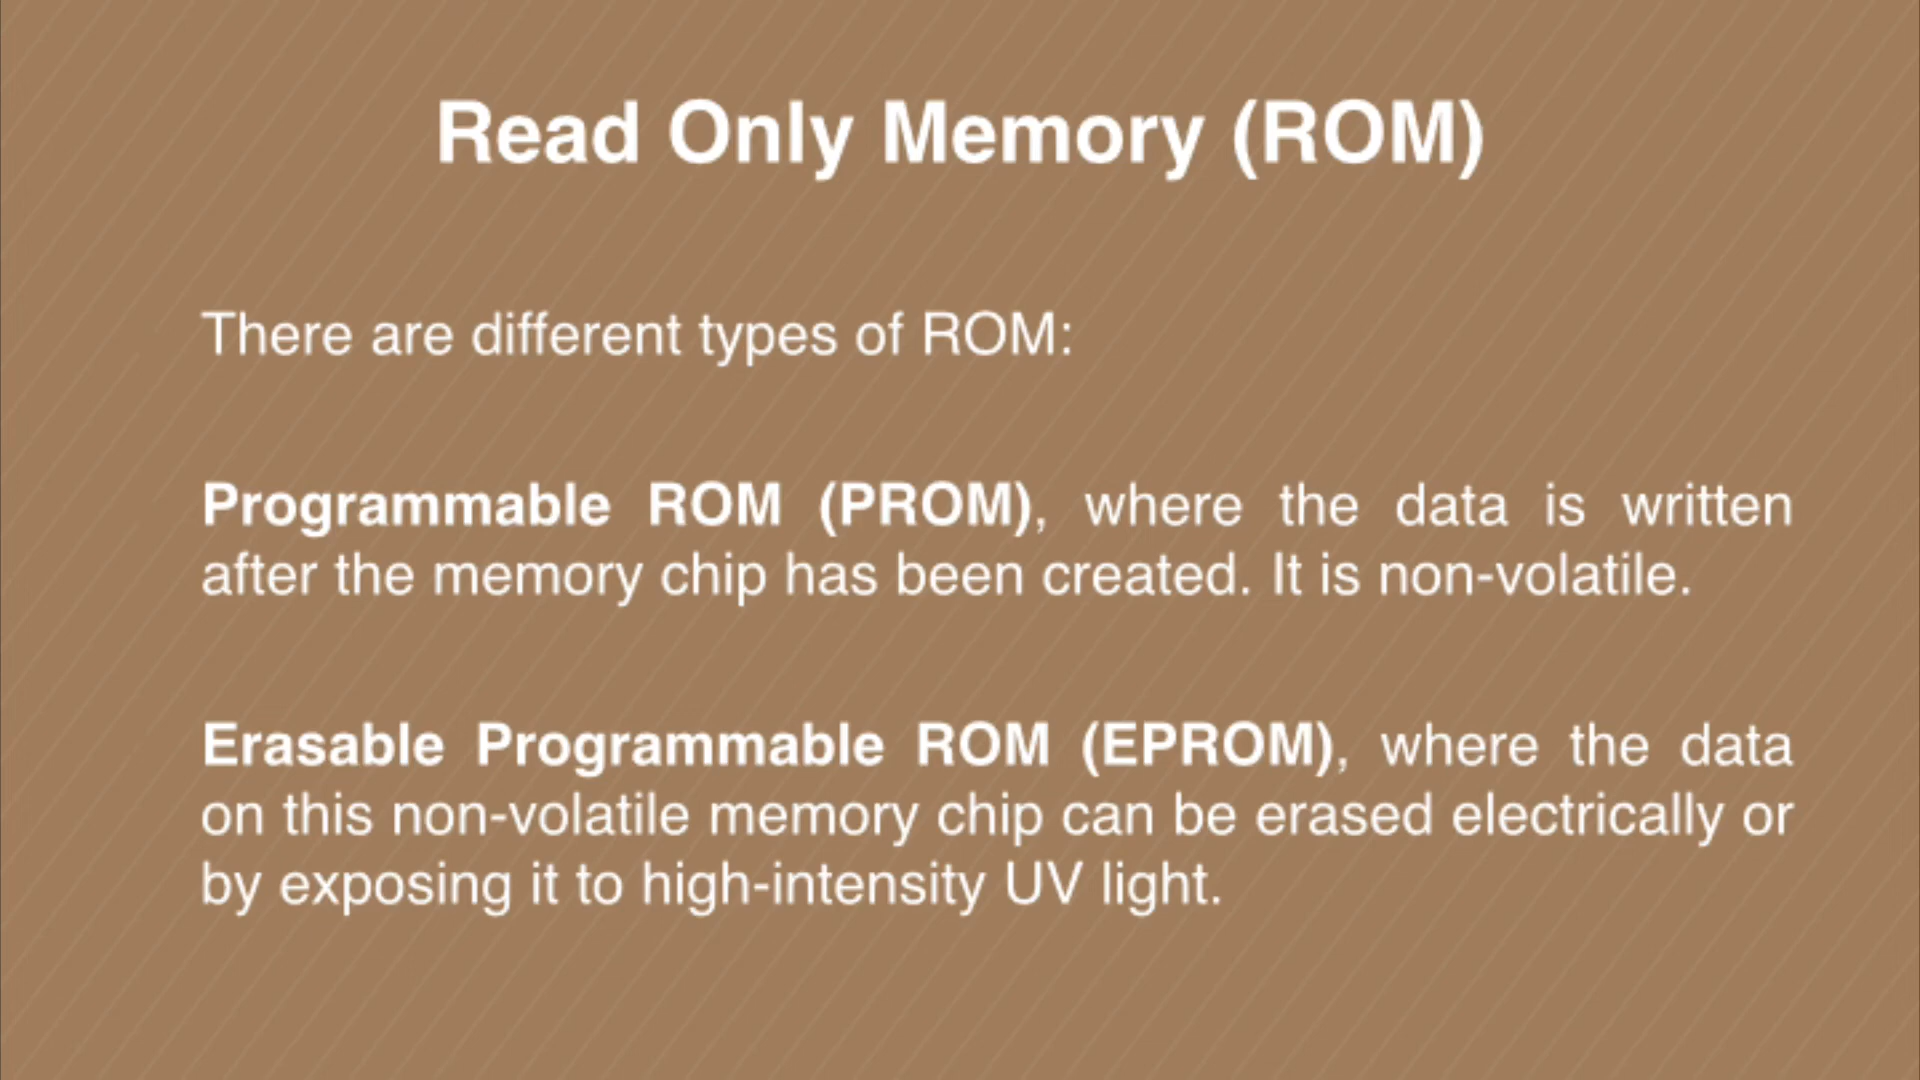 Read Only Memory (ROM)
There are different types of ROM:
Programmable ROM (PROM), where the data is written
after the memory chip has been created. It is non-volatile.
Erasable Programmable ROM (EPROM), where the data
on this non-volatile memory chip can be erased electrically or
by exposing it to high-intensity UV light.